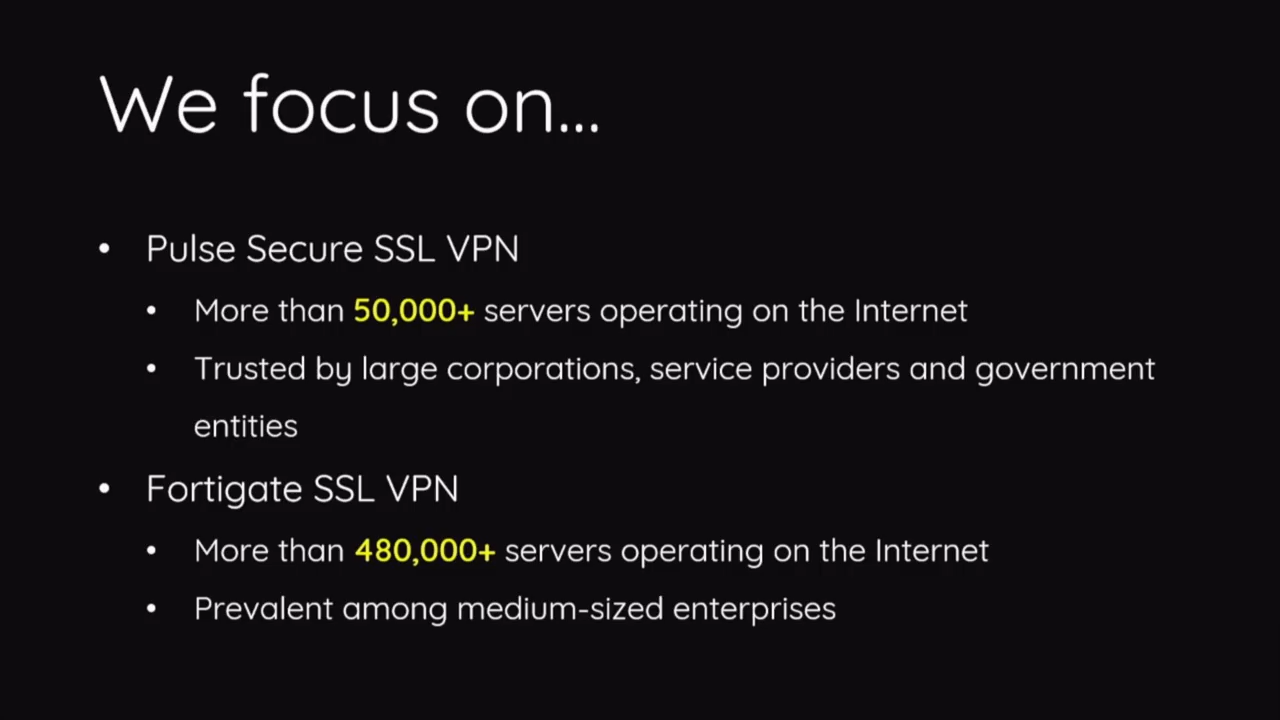 We focus on...
• Pulse Secure SSL VPN
• More than 50,000+ servers operating on the Internet
• Trusted by large corporations, service providers and government
entities
• Fortigate SSL VPN
• More than 480,000+ servers operating on the Internet
• Prevalent among medium-sized enterprises